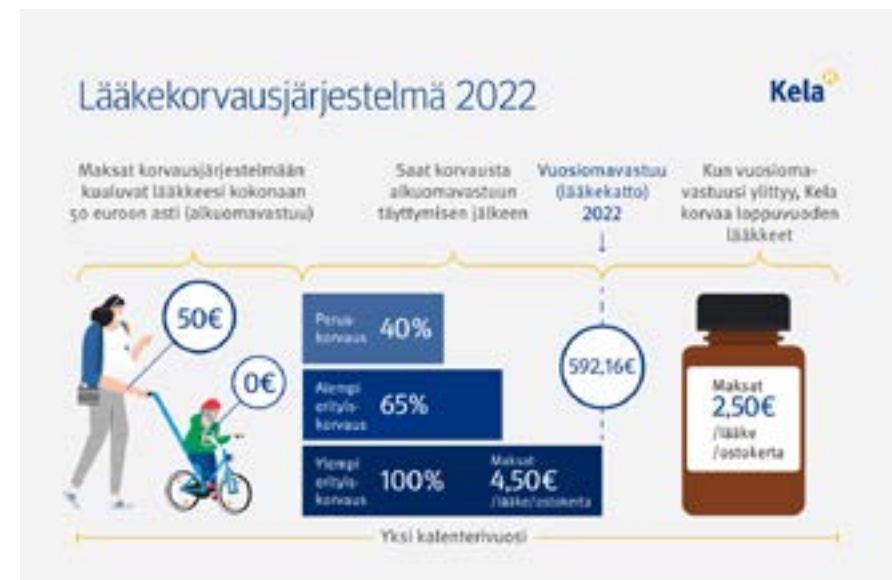 Lääkekorvausjärjestelmä 2022
Kela
Maksat korvausjärjestelmään
kuuluvat lääkkeesi kokonaan
50 euroon asti (alkuomavastuu)
Saat korvausta
alkuomavastuun
täyttymisen jälkeen
Vuosiomavastuu
(lääkekatto)
2022
Kun vuosioma-
vastuusi ylittyy, Kela
korvaa loppuvuoden
lääkkeet
50€
0€
Perus-
korvaus
40%
Alempi
erityis-
korvaus
65%
Ylempi
erityis-
korvaus
100%
Maksat
4,50€
/lääke/ostokerta
592,16€
Maksat
2,50€
/lääke
/ostokerta
Yksi kalenterivuosi